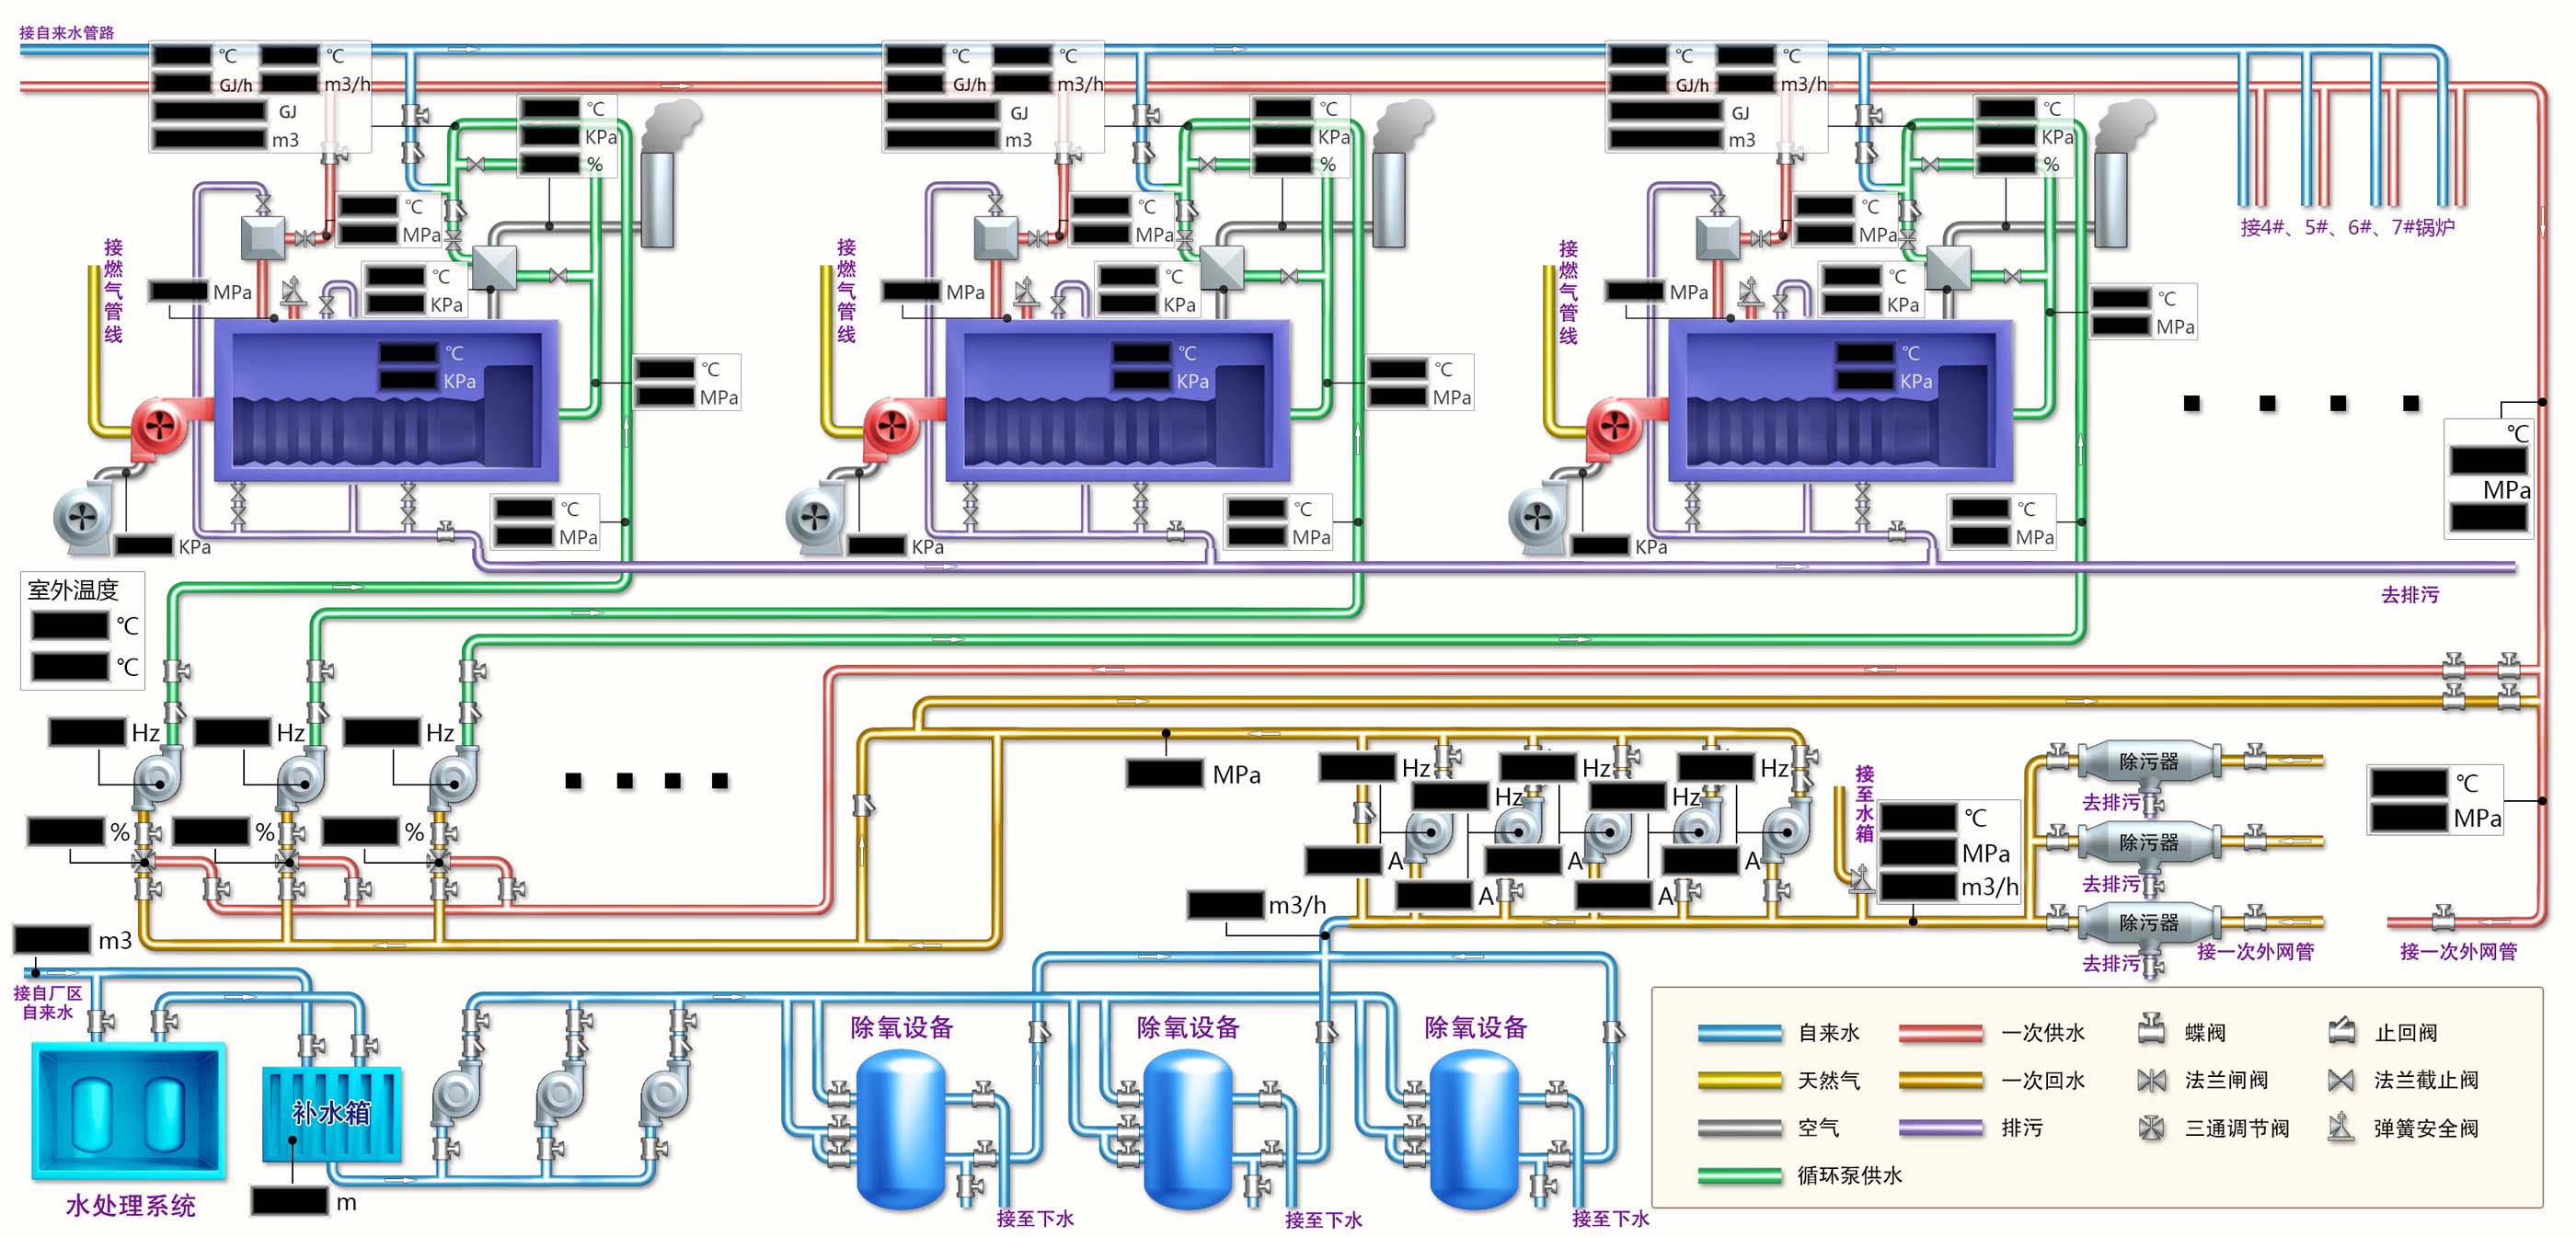 接自来水管路
℃ ℃
GJ/h m3/h
GJ
m3
℃
KPa
%
℃
MPa
℃
KPa
MPa
接燃气管线
℃
KPa
℃
MPa
℃
MPa
KPa
℃ ℃
GJ/h m3/h
GJ
m3
℃
KPa
%
℃
MPa
℃
KPa
MPa
接燃气管线
℃
KPa
℃
MPa
℃
MPa
KPa
℃ ℃
GJ/h m3/h
GJ
m3
℃
KPa
%
℃
MPa
℃
KPa
MPa
接燃气管线
℃
KPa
℃
MPa
℃
MPa
KPa
接4#、5#、6#、7#锅炉
℃
MPa
去排污
室外温度
℃
℃
Hz Hz Hz
% % %
MPa
Hz Hz Hz
Hz Hz
A A A
A A
m3/h
接至水箱
℃
MPa
m3/h
除污器
去排污
除污器
去排污
除污器
去排污
接一次外网管
℃
MPa
接一次外网管
m3
接自厂区
自来水
水处理系统
补水箱
m
除氧设备 除氧设备 除氧设备
接至下水 接至下水 接至下水
自来水 一次供水 蝶阀 止回阀
天然气 一次回水 法兰闸阀 法兰截止阀
空气 排污 三通调节阀 弹簧安全阀
循环泵供水